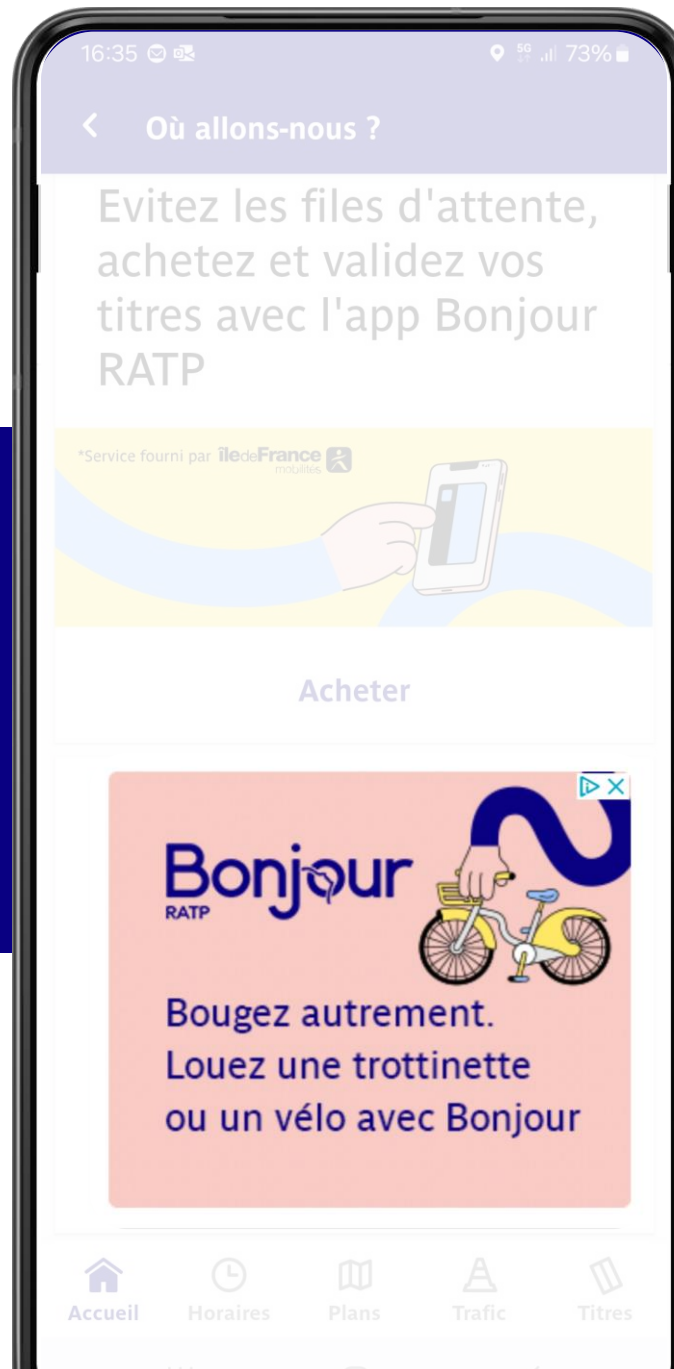 16:35
5G
73%
Où allons-nous ?
Evitez les files d'attente,
achetez et validez vos
titres avec l'app Bonjour
RATP
*Service fourni par îledeFrance
mobilités
Acheter
Bonjour
RATP
Bougez autrement.
Louez une trottinette
ou un vélo avec Bonjour
Accueil Horaires Plans Trafic Titres